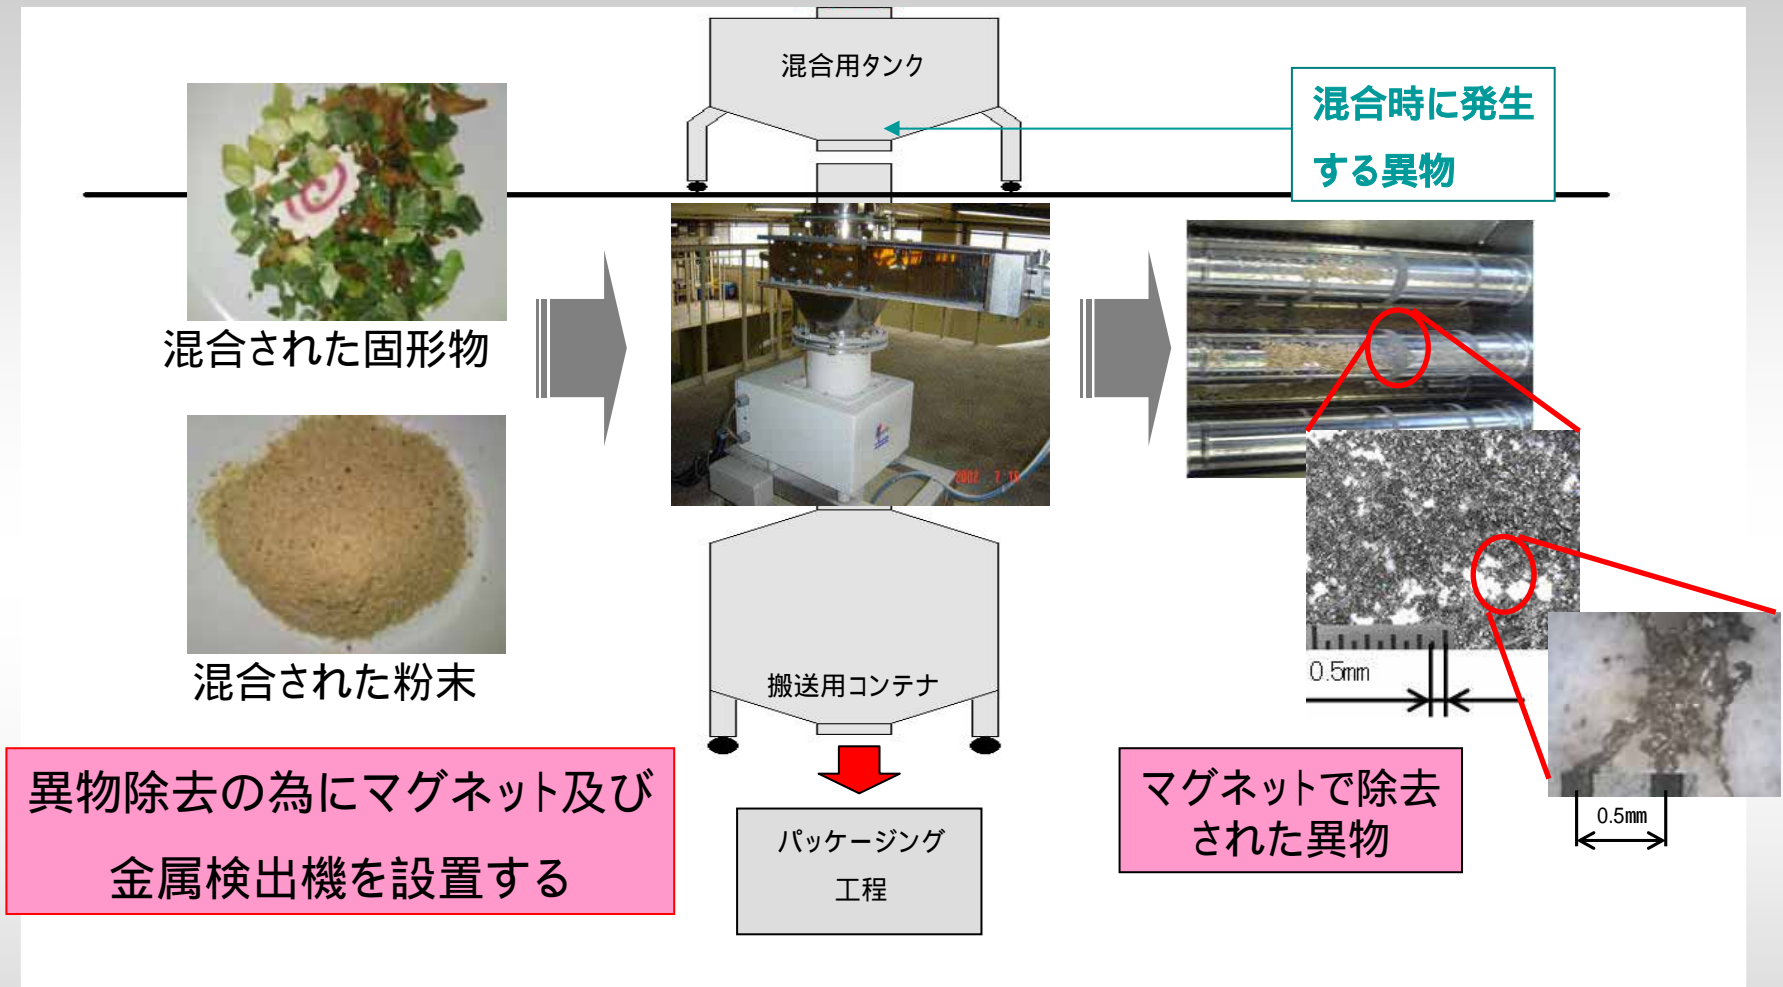 混合用タンク
混合時に発生
する異物
混合された固形物
2002 7 16
混合された粉末
搬送用コンテナ
0.5mm
異物除去の為にマグネット及び
金属検出機を設置する
マグネットで除去
された異物
0.5mm
パッケージング
工程